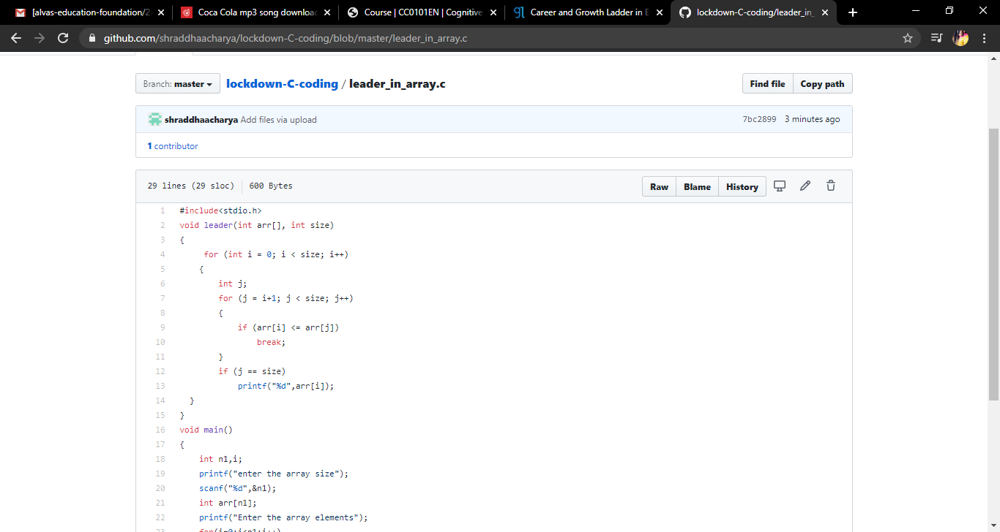 [alvas-education-foundation/2
Coca Cola mp3 song download
Course | CC0101EN | Cognitive
Career and Growth Ladder in E
lockdown-C-coding/leader_in_
github.com/shraddhaacharya/lockdown-C-coding/blob/master/leader_in_array.c
Branch: master
lockdown-C-coding / leader_in_array.c
Find file
Copy path
shraddhaacharya Add files via upload
7bc2899 3 minutes ago
1 contributor
29 lines (29 sloc)
600 Bytes
Raw
Blame
History
1 #include<stdio.h>
2 void leader(int arr[], int size)
3 {
4 for (int i = 0; i < size; i++)
5 {
6 int j;
7 for (j = i+1; j < size; j++)
8 {
9 if (arr[i] <= arr[j])
10 break;
11 }
12 if (j == size)
13 printf("%d",arr[i]);
14 }
15 }
16 void main()
17 {
18 int n1,i;
19 printf("enter the array size");
20 scanf("%d",&n1);
21 int arr[n1];
22 printf("Enter the array elements");
23 for(i=0;i<n1;i++)